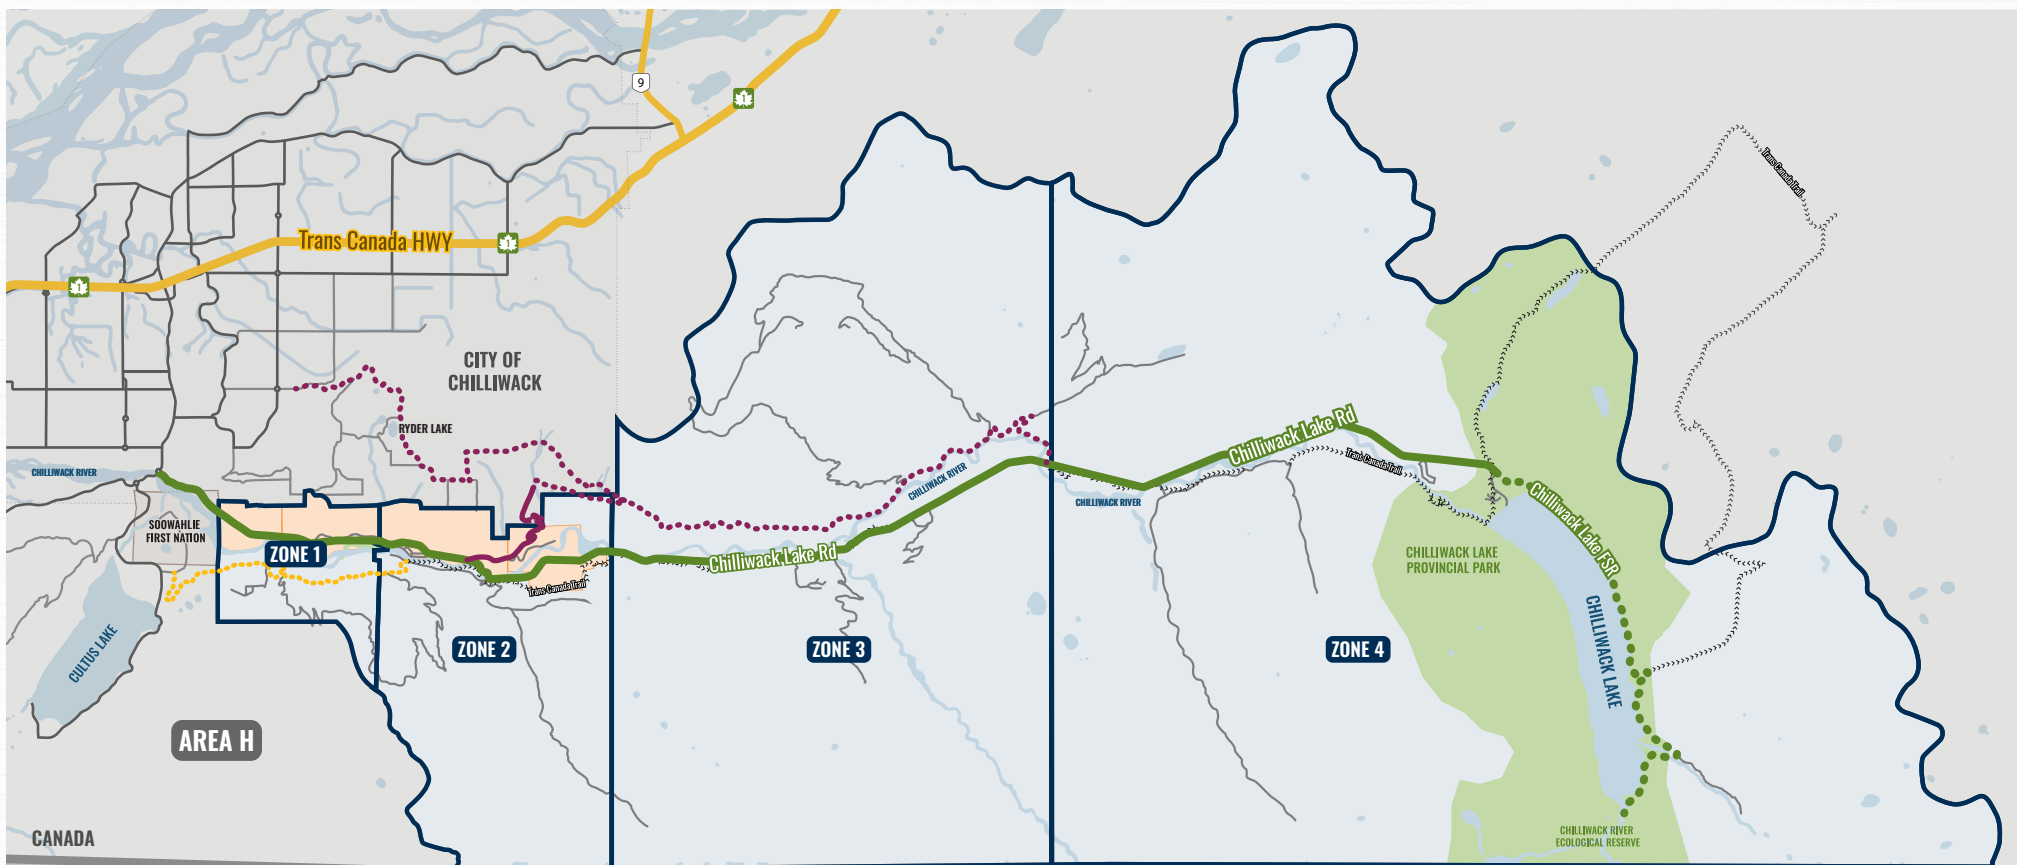 9
1
Trans Canada Trail
Trans Canada HWY
1
1
CITY OF
CHILLIWACK
RYDER LAKE
Chilliwack Lake Rd
Trans Canada Trail
CHILLIWACK RIVER
CHILLIWACK RIVER
CHILLIWACK RIVER
SOOWAHLIE
FIRST NATION
ZONE 1
Chilliwack Lake Rd
Chilliwack Lake FSR
CHILLIWACK LAKE
PROVINCIAL PARK
Trans Canada Trail
CULTUS LAKE
ZONE 2
ZONE 3
ZONE 4
CHILLIWACK LAKE
AREA H
CANADA
CHILLIWACK RIVER
ECOLOGICAL RESERVE